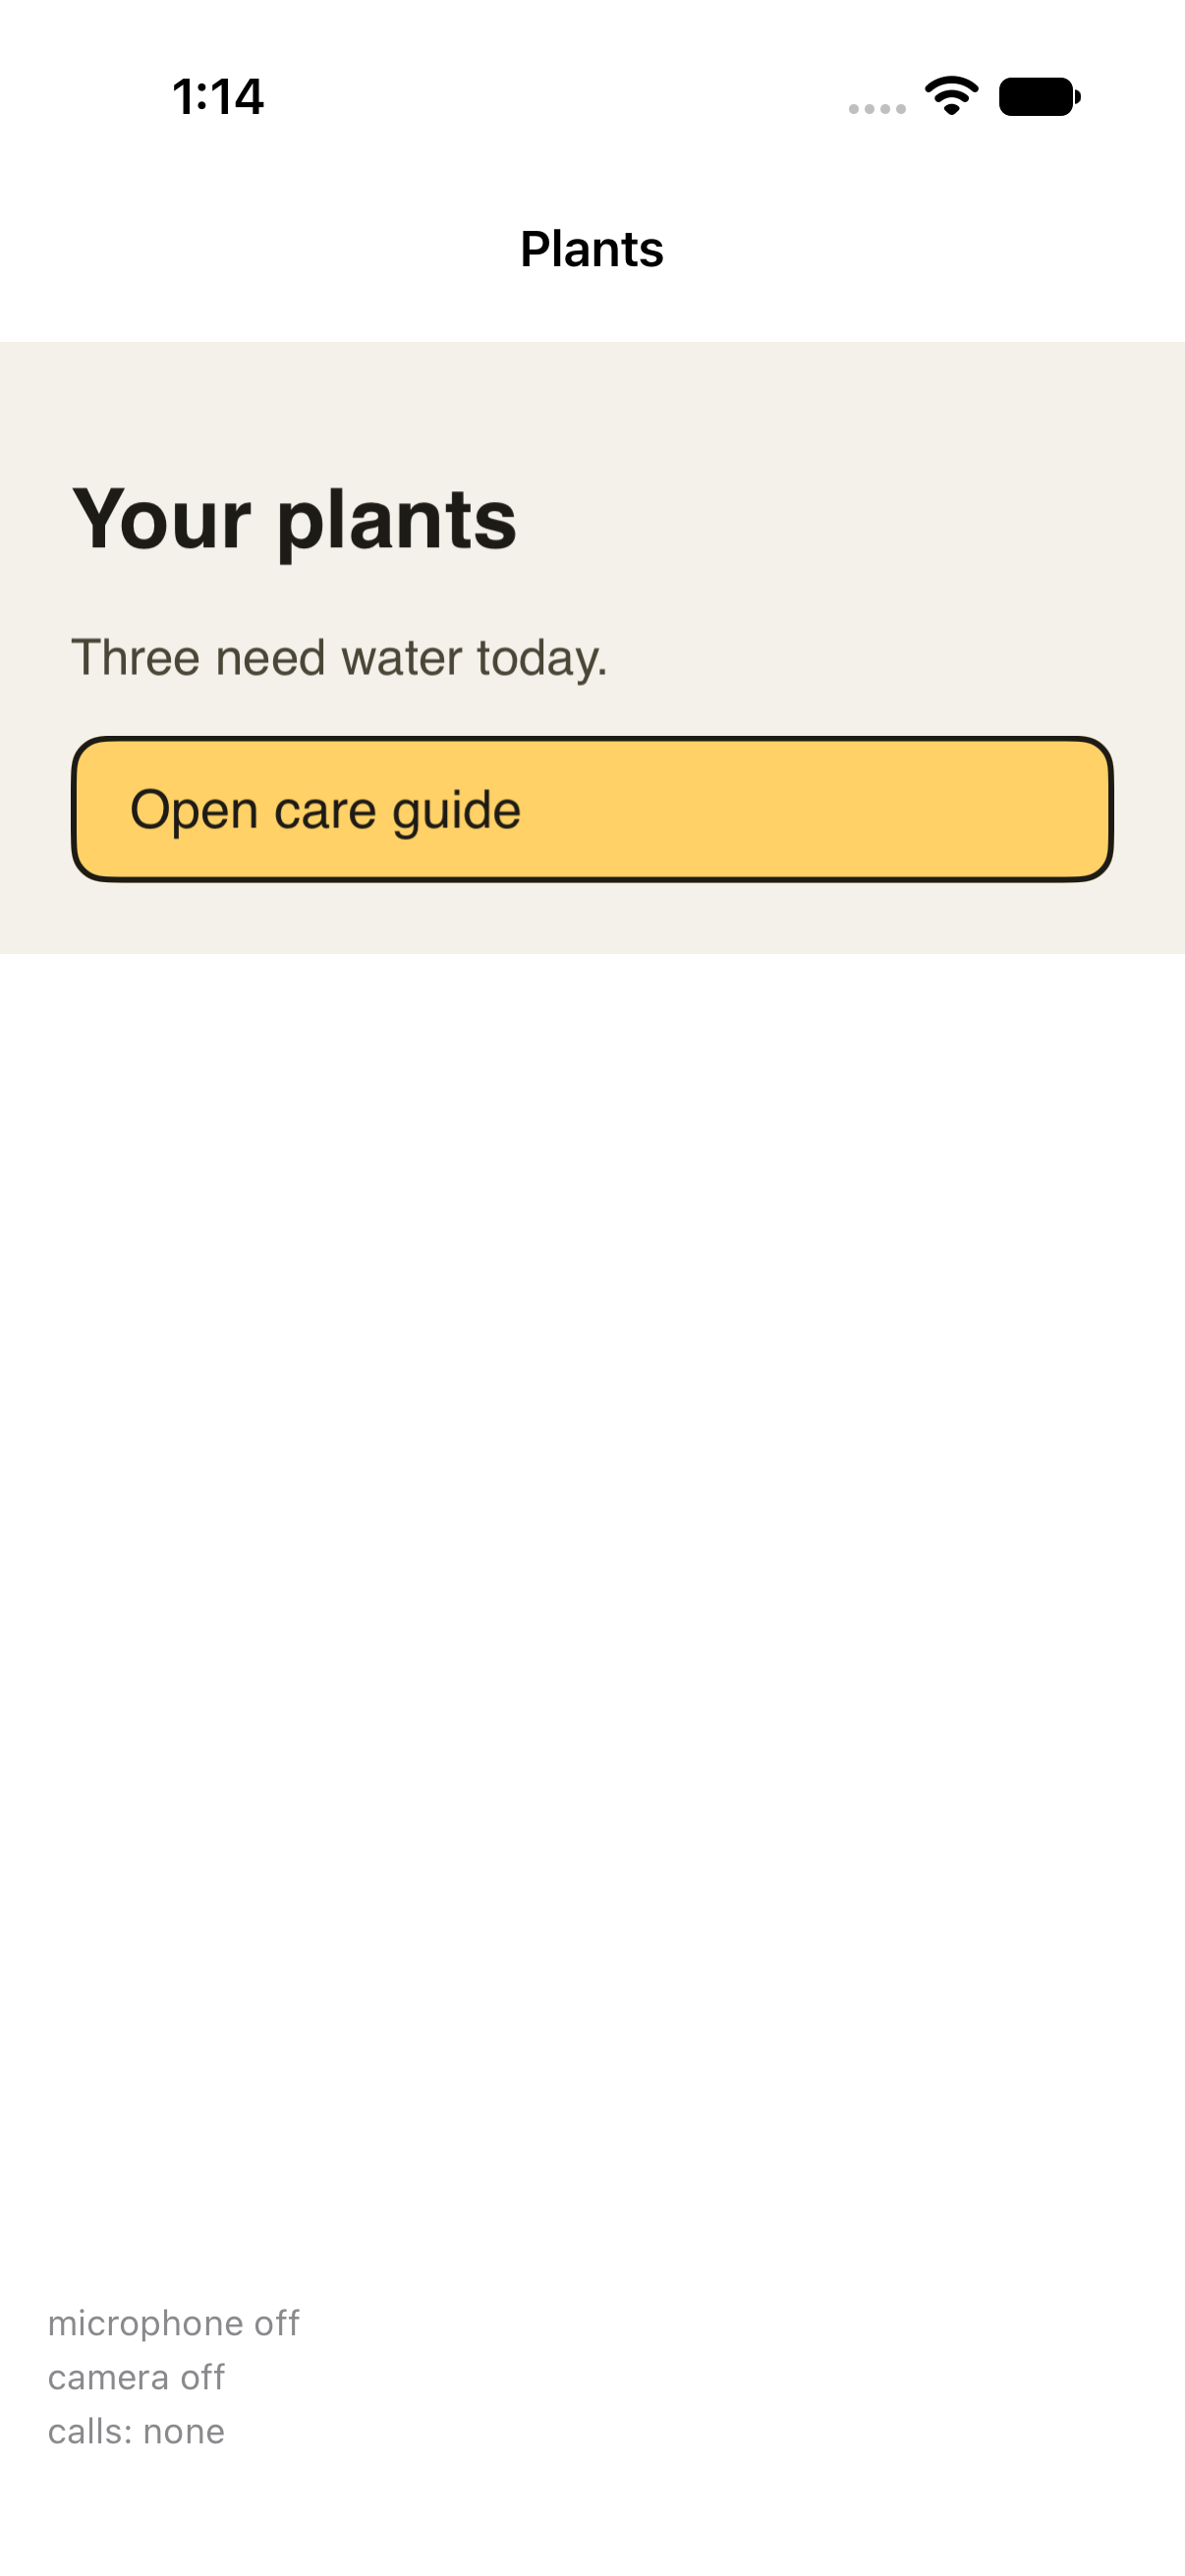 1:14
Plants
Your plants
Three need water today.
Open care guide
microphone off
camera off
calls: none